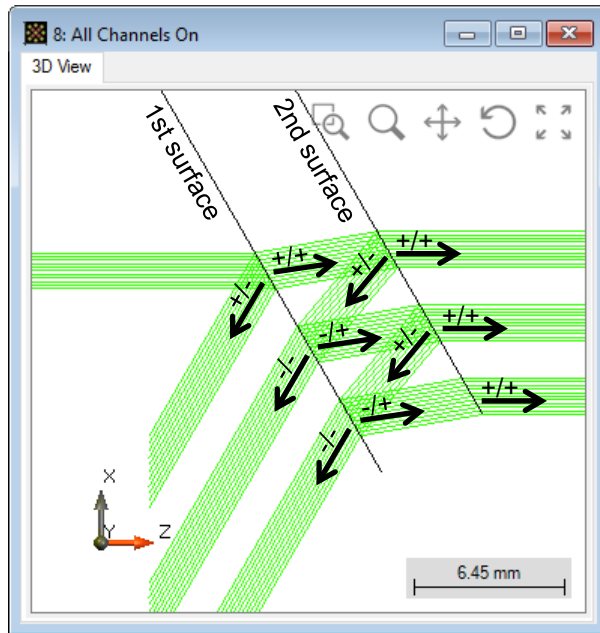 8: All Channels On
3D View
1st surface
2nd surface
+/+
+/+
+/-
+/-
-/+
+/+
-/-
+/-
-/+
+/+
-/-
X
Y
Z
6.45 mm